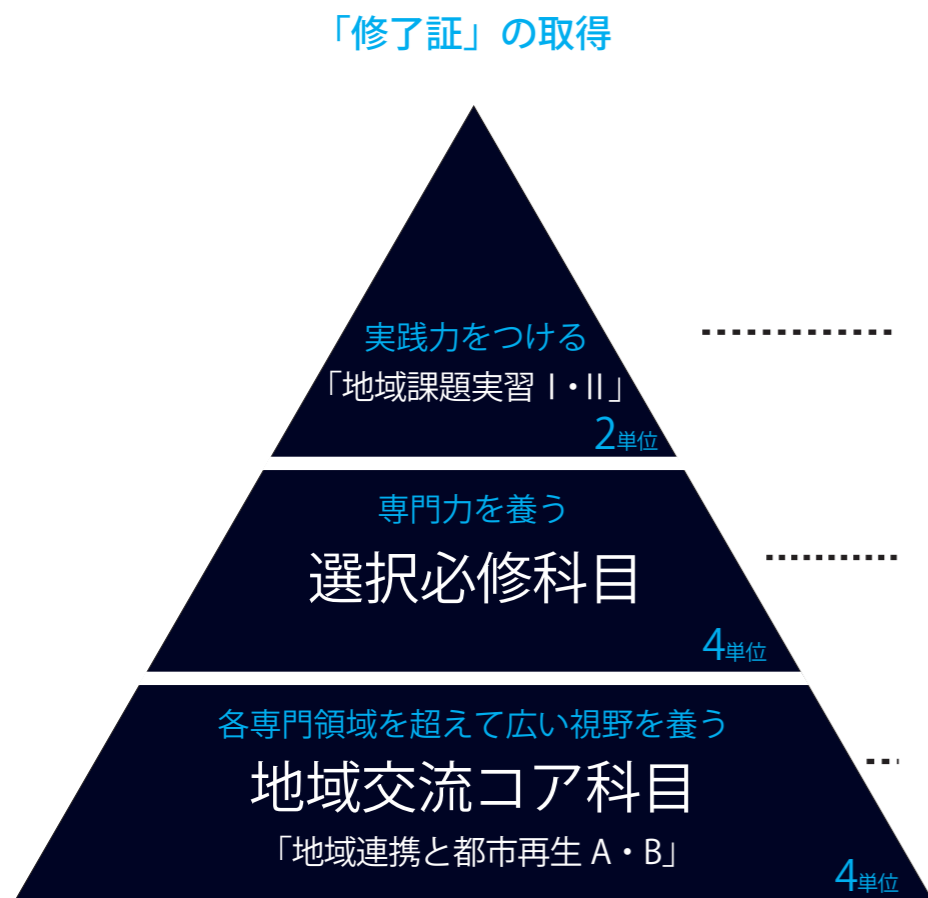 「修了証」の取得
実践力をつける
「地域課題実習 Ⅰ・Ⅱ」
2単位
専門力を養う
選択必修科目
4単位
各専門領域を超えて広い視野を養う
地域交流コア科目
「地域連携と都市再生 A・B」
4単位